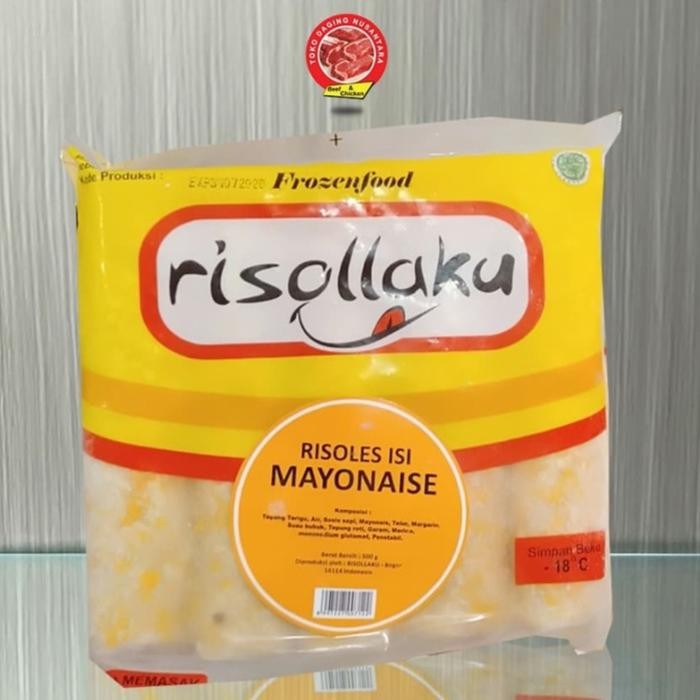 TOKO DAGING NUSANTARA
Beef & Chicken
Kode Produksi :
Frozenfood
risollaku
RISOLES ISI
MAYONAISE
Komposisi :
Tepung Terigu, Air, Sosis sapi, Mayonais, Telur, Margarin,
Susu bubuk, Tepung roti, Garam, Merica,
monosodium glutamat, Penstabil.
Berat Bersih : 500 g
Diproduksi oleh : RISOLLAKU - Bogor
16114 Indonesia
Simpan Beku
- 18° C
MEMASAK